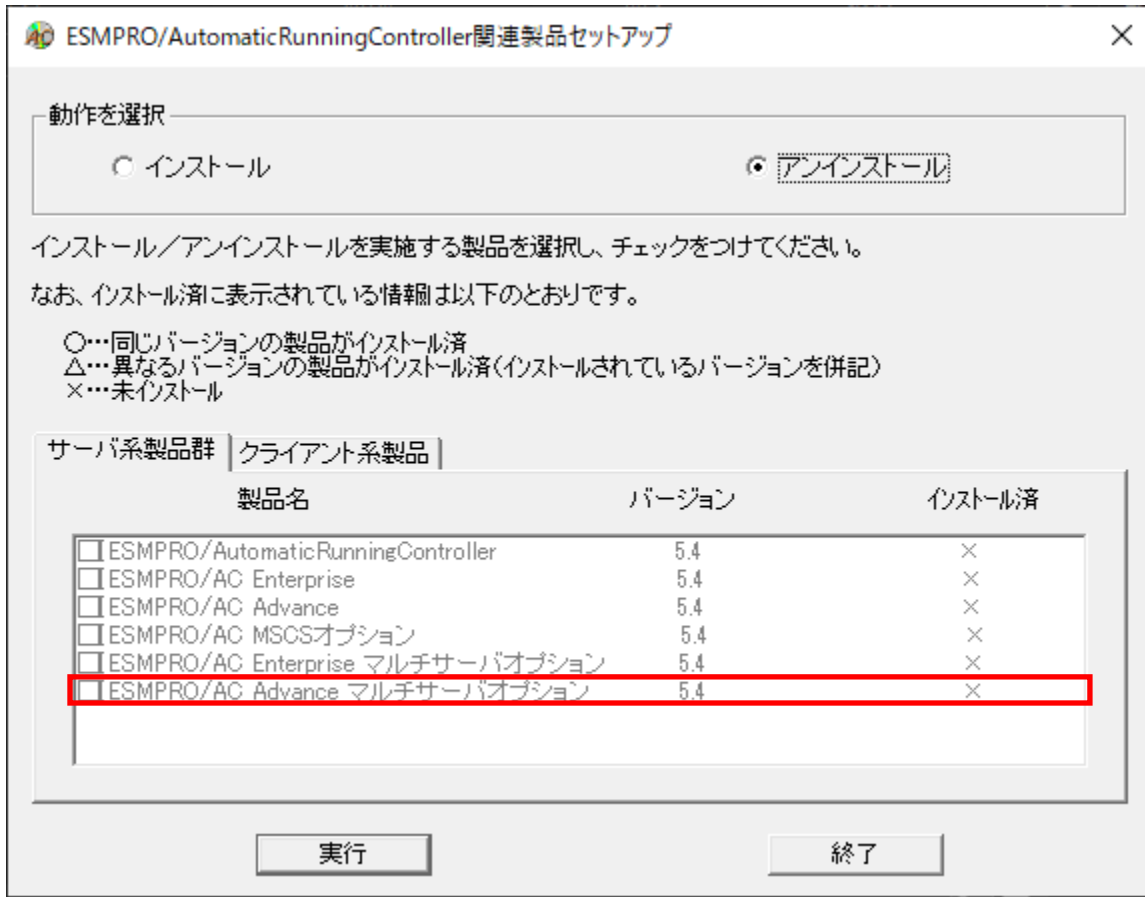 ESMPRO/AutomaticRunningController関連製品セットアップ
動作を選択
インストール アンインストール
インストール／アンインストールを実施する製品を選択し、チェックをつけてください。
なお、インストール済に表示されている情報は以下のとおりです。
○…同じバージョンの製品がインストール済
△…異なるバージョンの製品がインストール済(インストールされているバージョンを併記)
×…未インストール
サーバ系製品群 クライアント系製品
製品名 バージョン インストール済
ESMPRO/AutomaticRunningController 5.4 ×
ESMPRO/AC Enterprise 5.4 ×
ESMPRO/AC Advance 5.4 ×
ESMPRO/AC MSCSオプション 5.4 ×
ESMPRO/AC Enterprise マルチサーバオプション 5.4 ×
ESMPRO/AC Advance マルチサーバオプション 5.4 ×
実行 終了